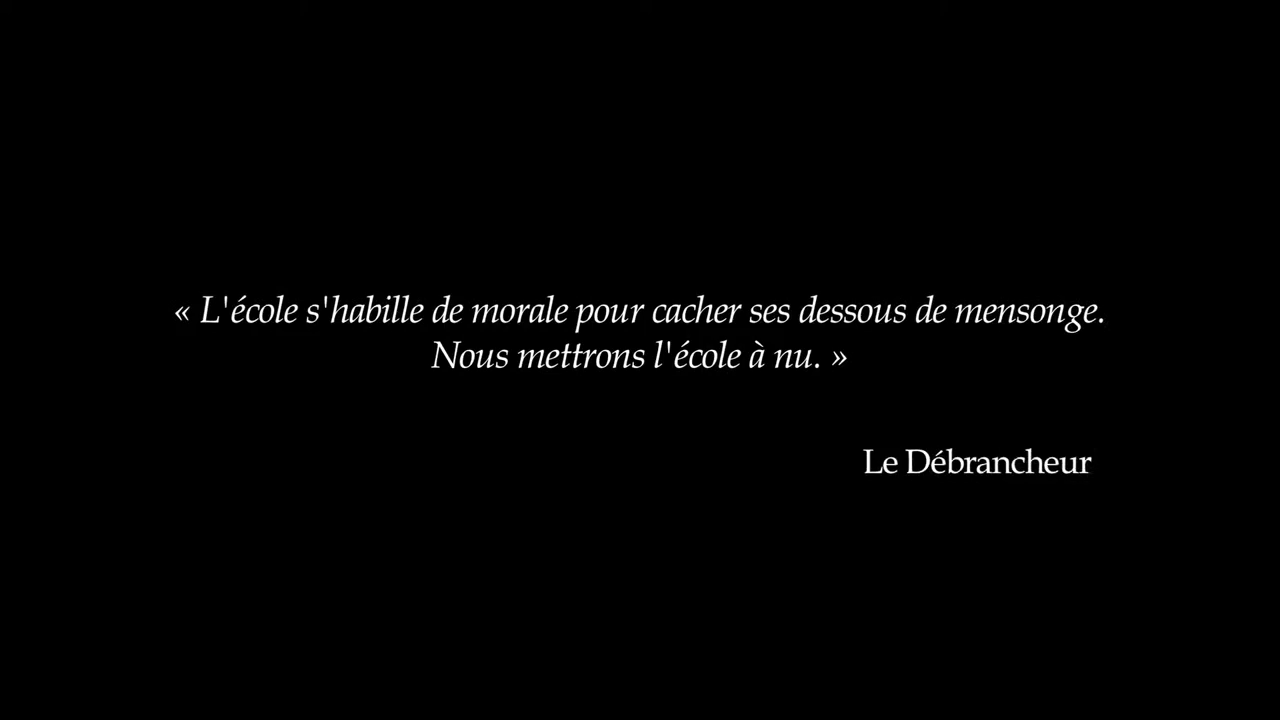 « L'école s'habille de morale pour cacher ses dessous de mensonge.
Nous mettrons l'école à nu. »
Le Débrancheur